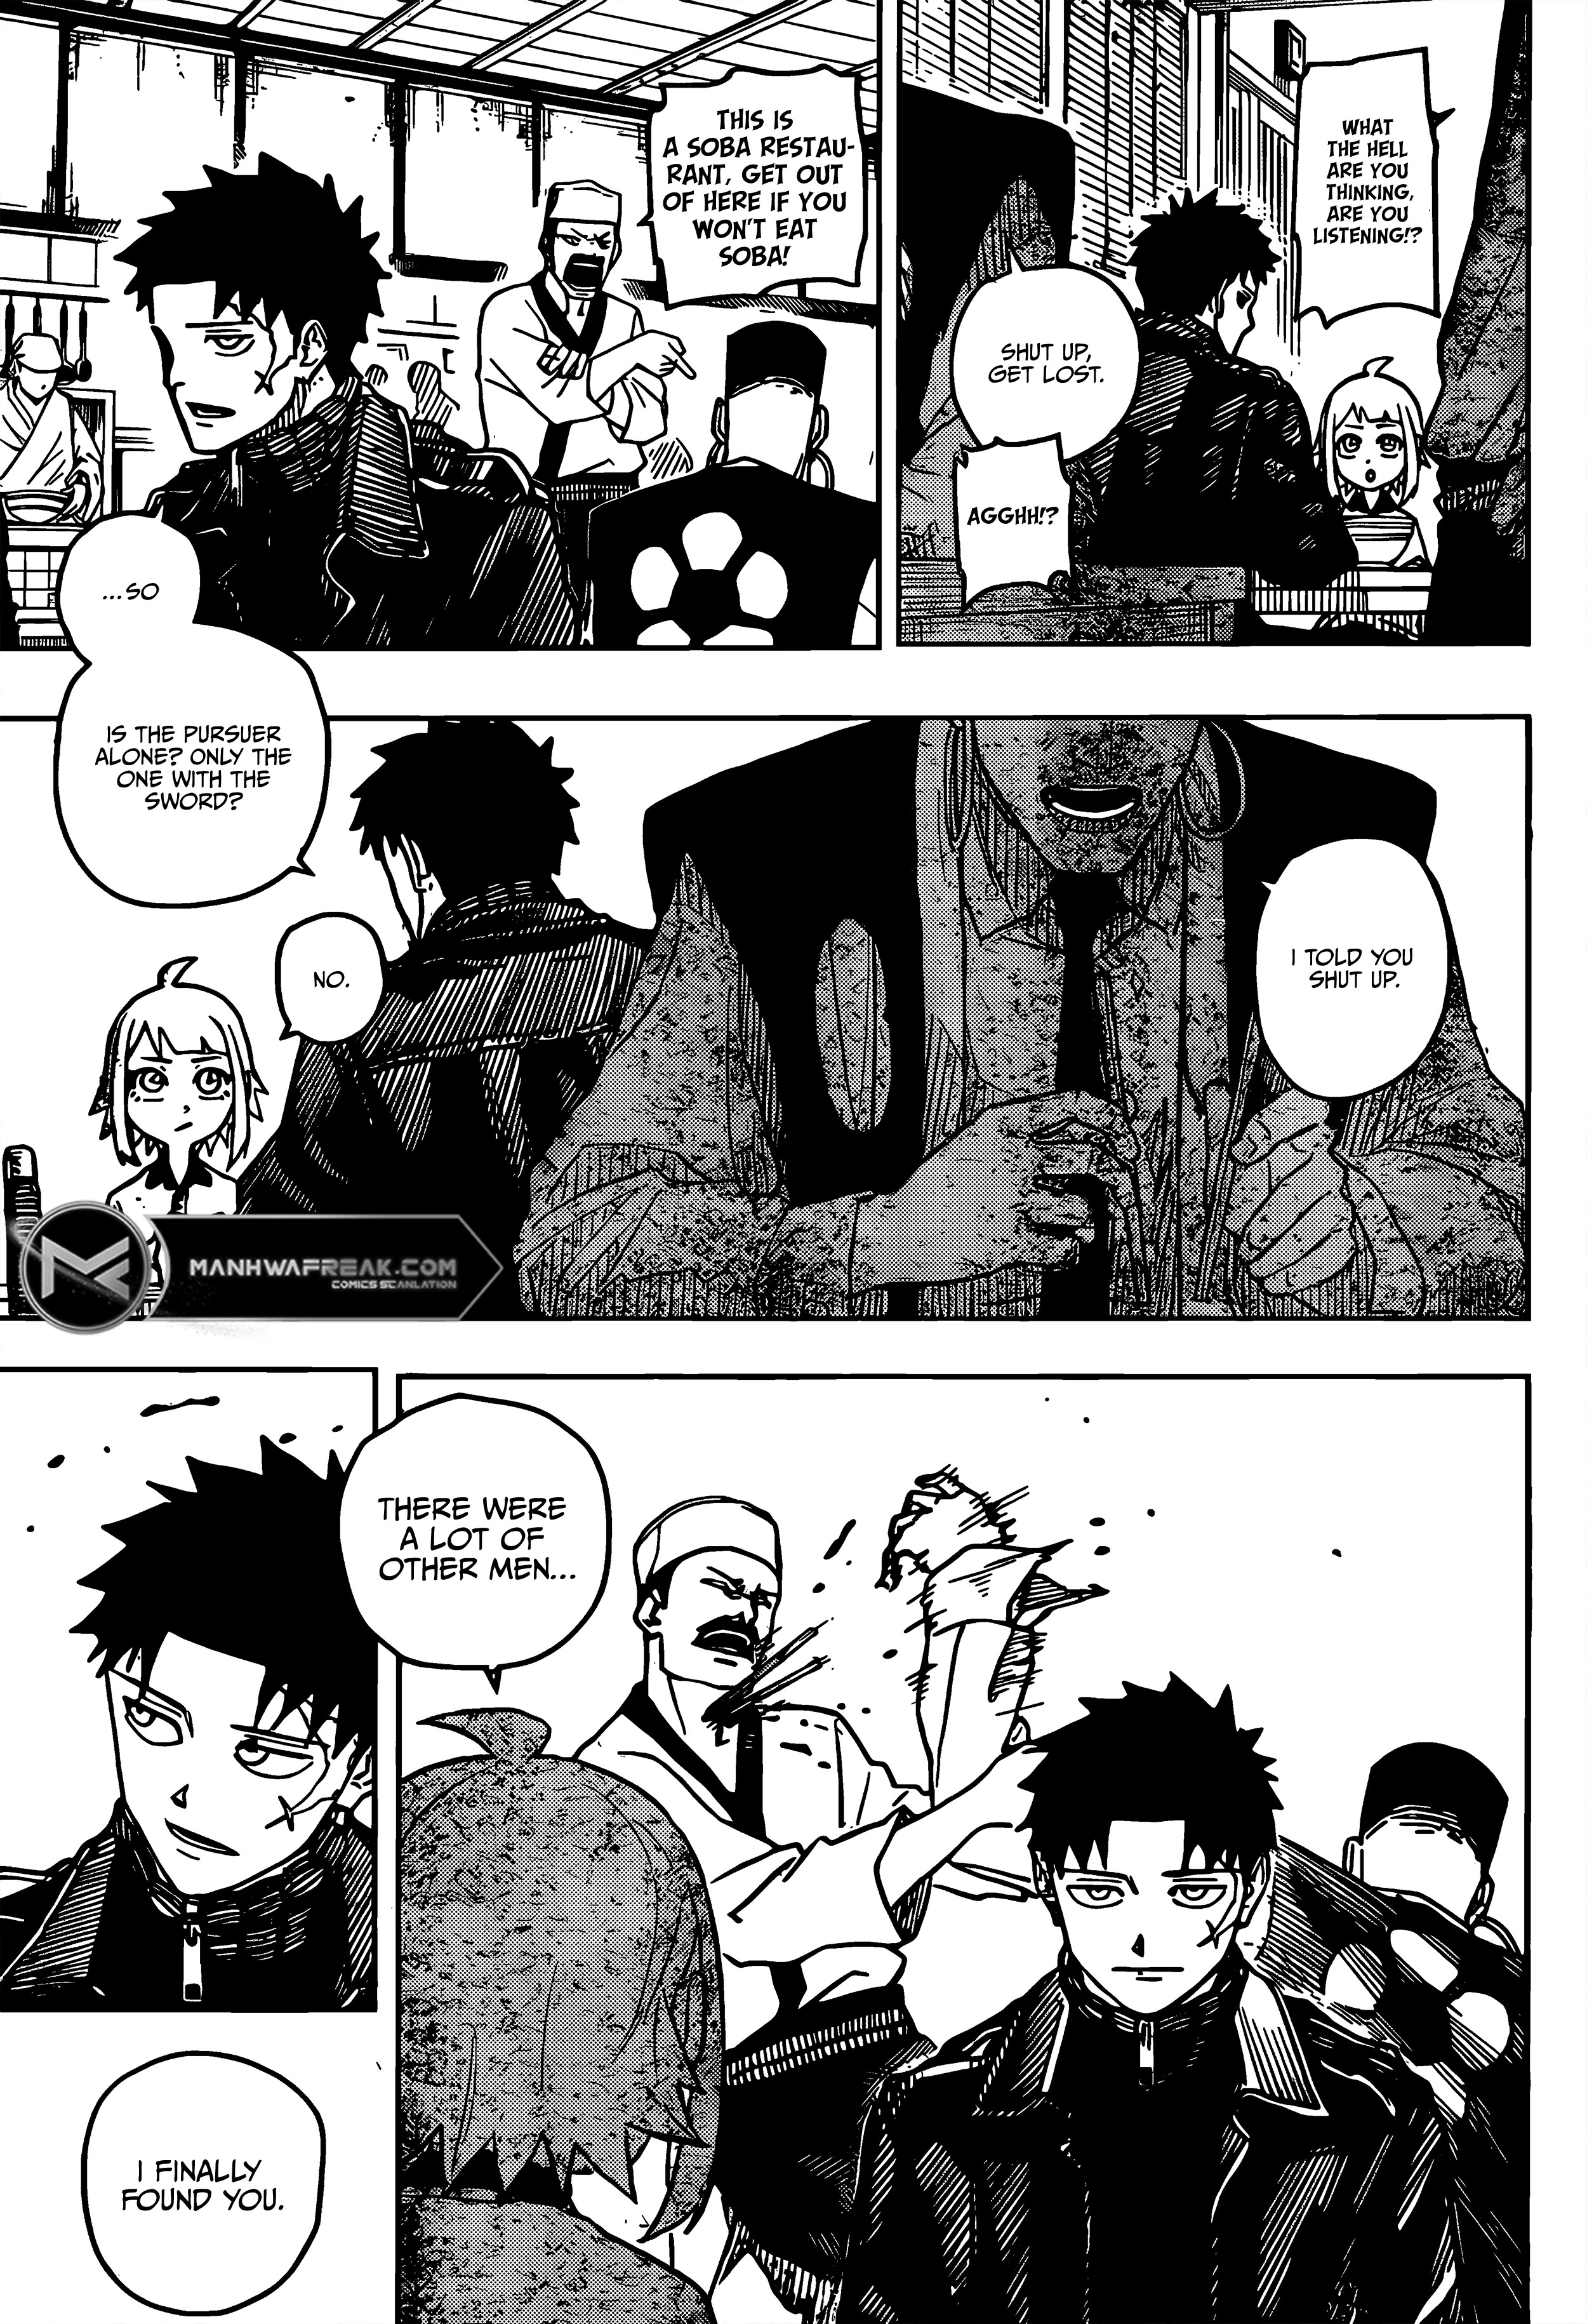 WHAT
THE HELL
ARE YOU
THINKING,
ARE YOU
LISTENING!?
SHUT UP,
GET LOST.
AGGHH!?
THIS IS
A SOBA RESTAU-
RANT, GET OUT
OF HERE IF YOU
WON'T EAT
SOBA!
...SO
IS THE PURSUER
ALONE? ONLY THE
ONE WITH THE
SWORD?
NO.
I TOLD YOU
SHUT UP.
MANHWAFREAK.COM
COMICS SCANLATION
THERE WERE
A LOT OF
OTHER MEN...
I FINALLY
FOUND YOU.